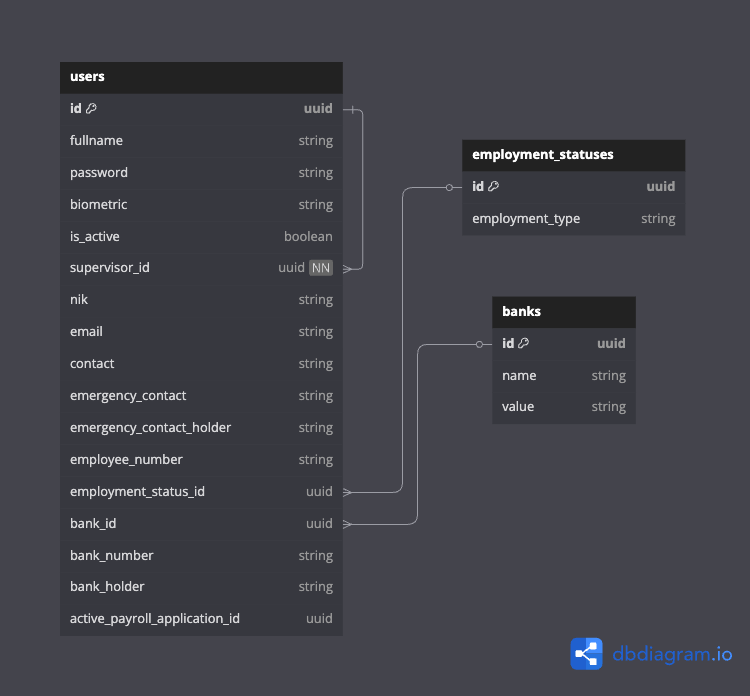 users
id uuid
fullname string
password string
biometric string
is_active boolean
supervisor_id uuid NN
nik string
email string
contact string
emergency_contact string
emergency_contact_holder string
employee_number string
employment_status_id uuid
bank_id uuid
bank_number string
bank_holder string
active_payroll_application_id uuid
employment_statuses
id uuid
employment_type string
banks
id uuid
name string
value string
dbdiagram.io